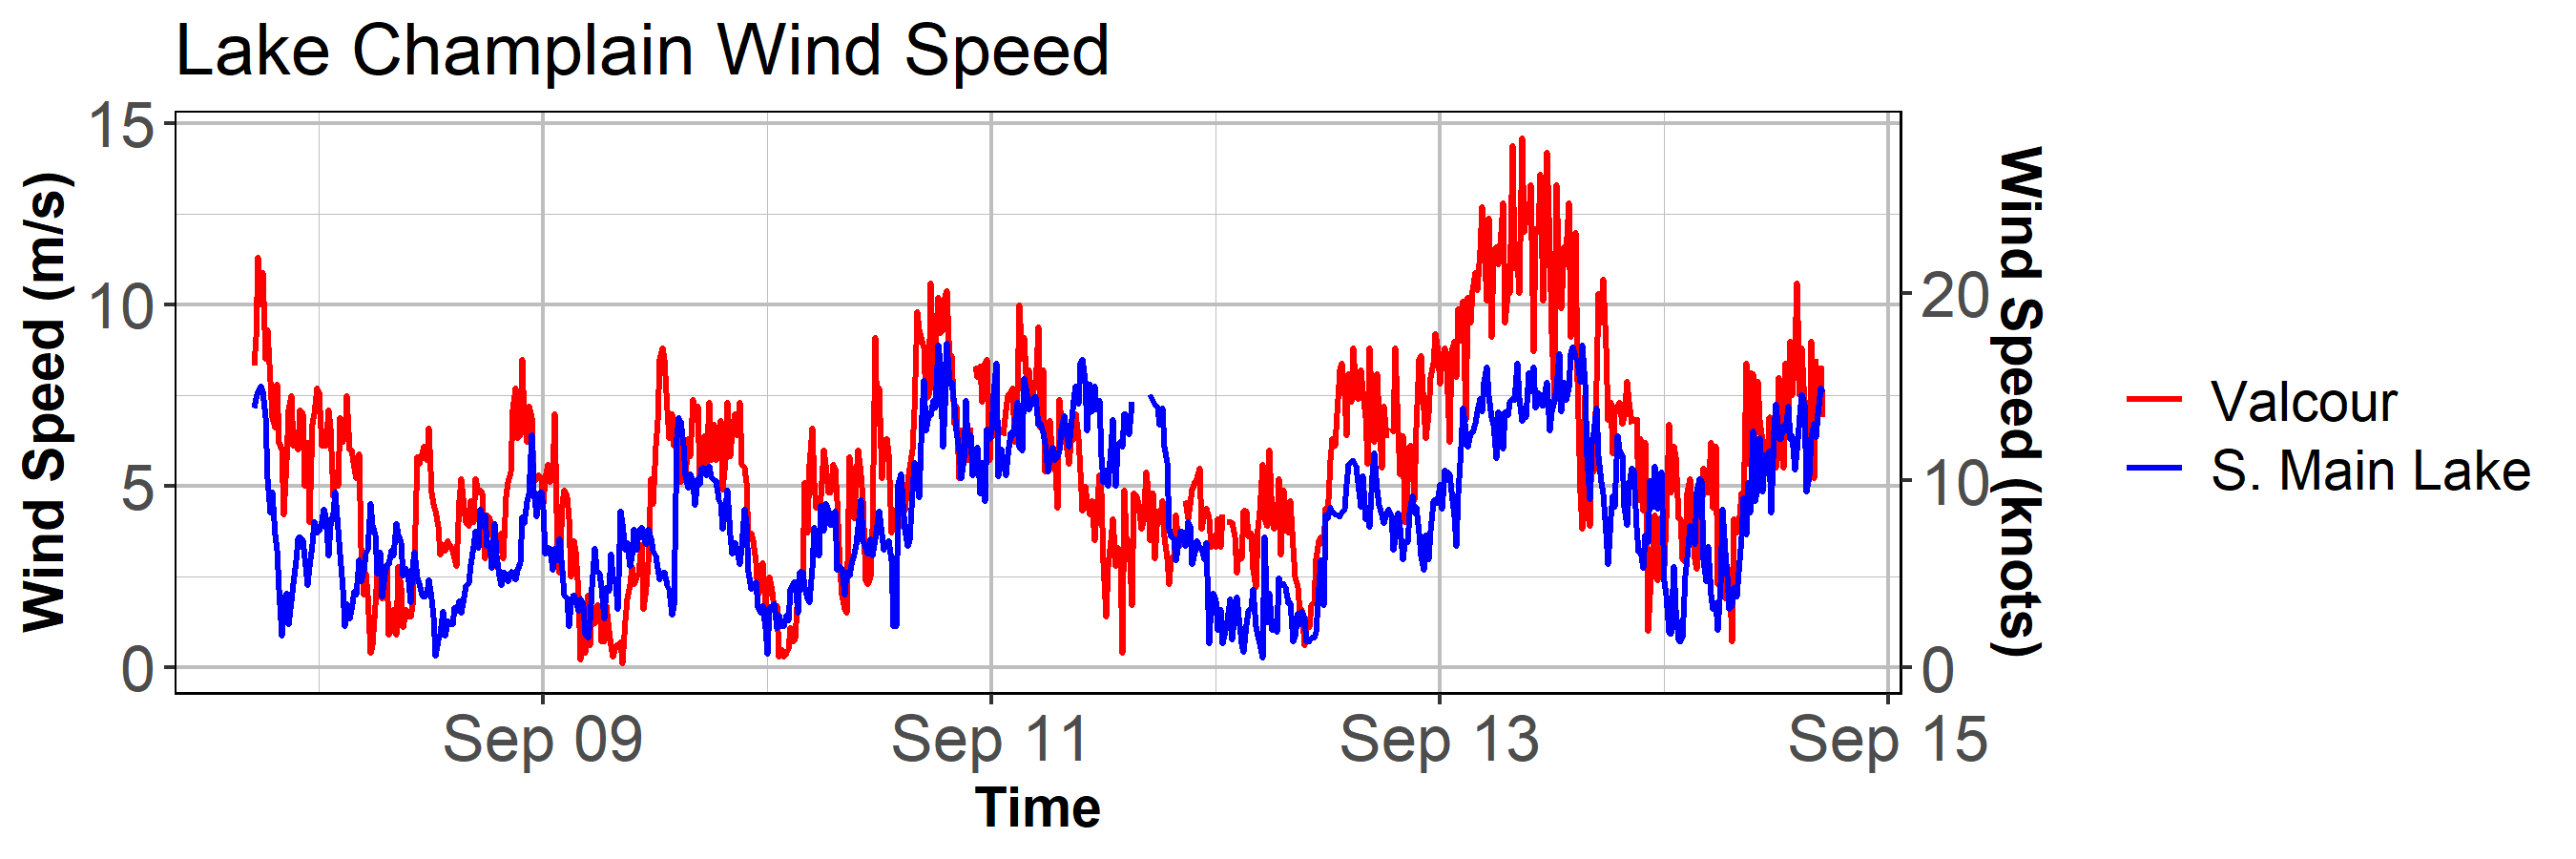 Lake Champlain Wind Speed
Wind Speed (m/s)
15
10
5
0
Sep 09
Sep 11
Sep 13
Sep 15
Time
20
10
0
Wind Speed (knots)
Valcour
S. Main Lake